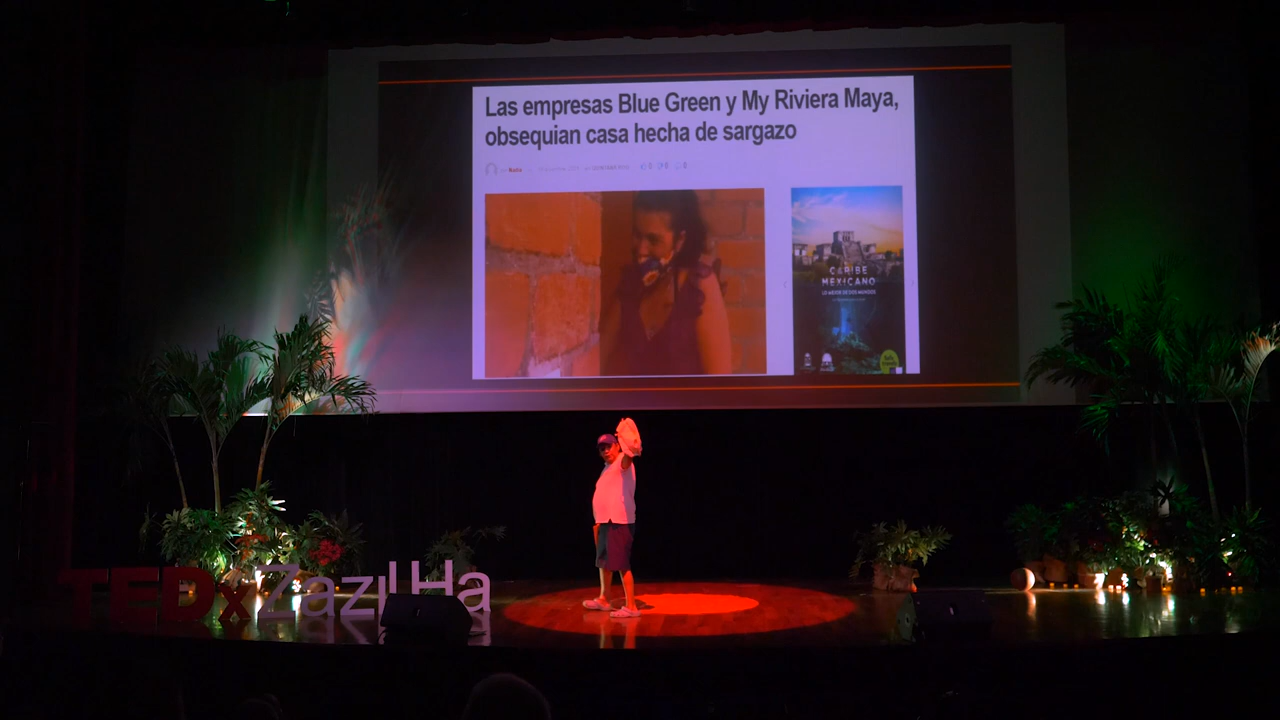 Las empresas Blue Green y My Riviera Maya,
obsequian casa hecha de sargazo
CARIBE
MEXICANO
TEDxZazilHa